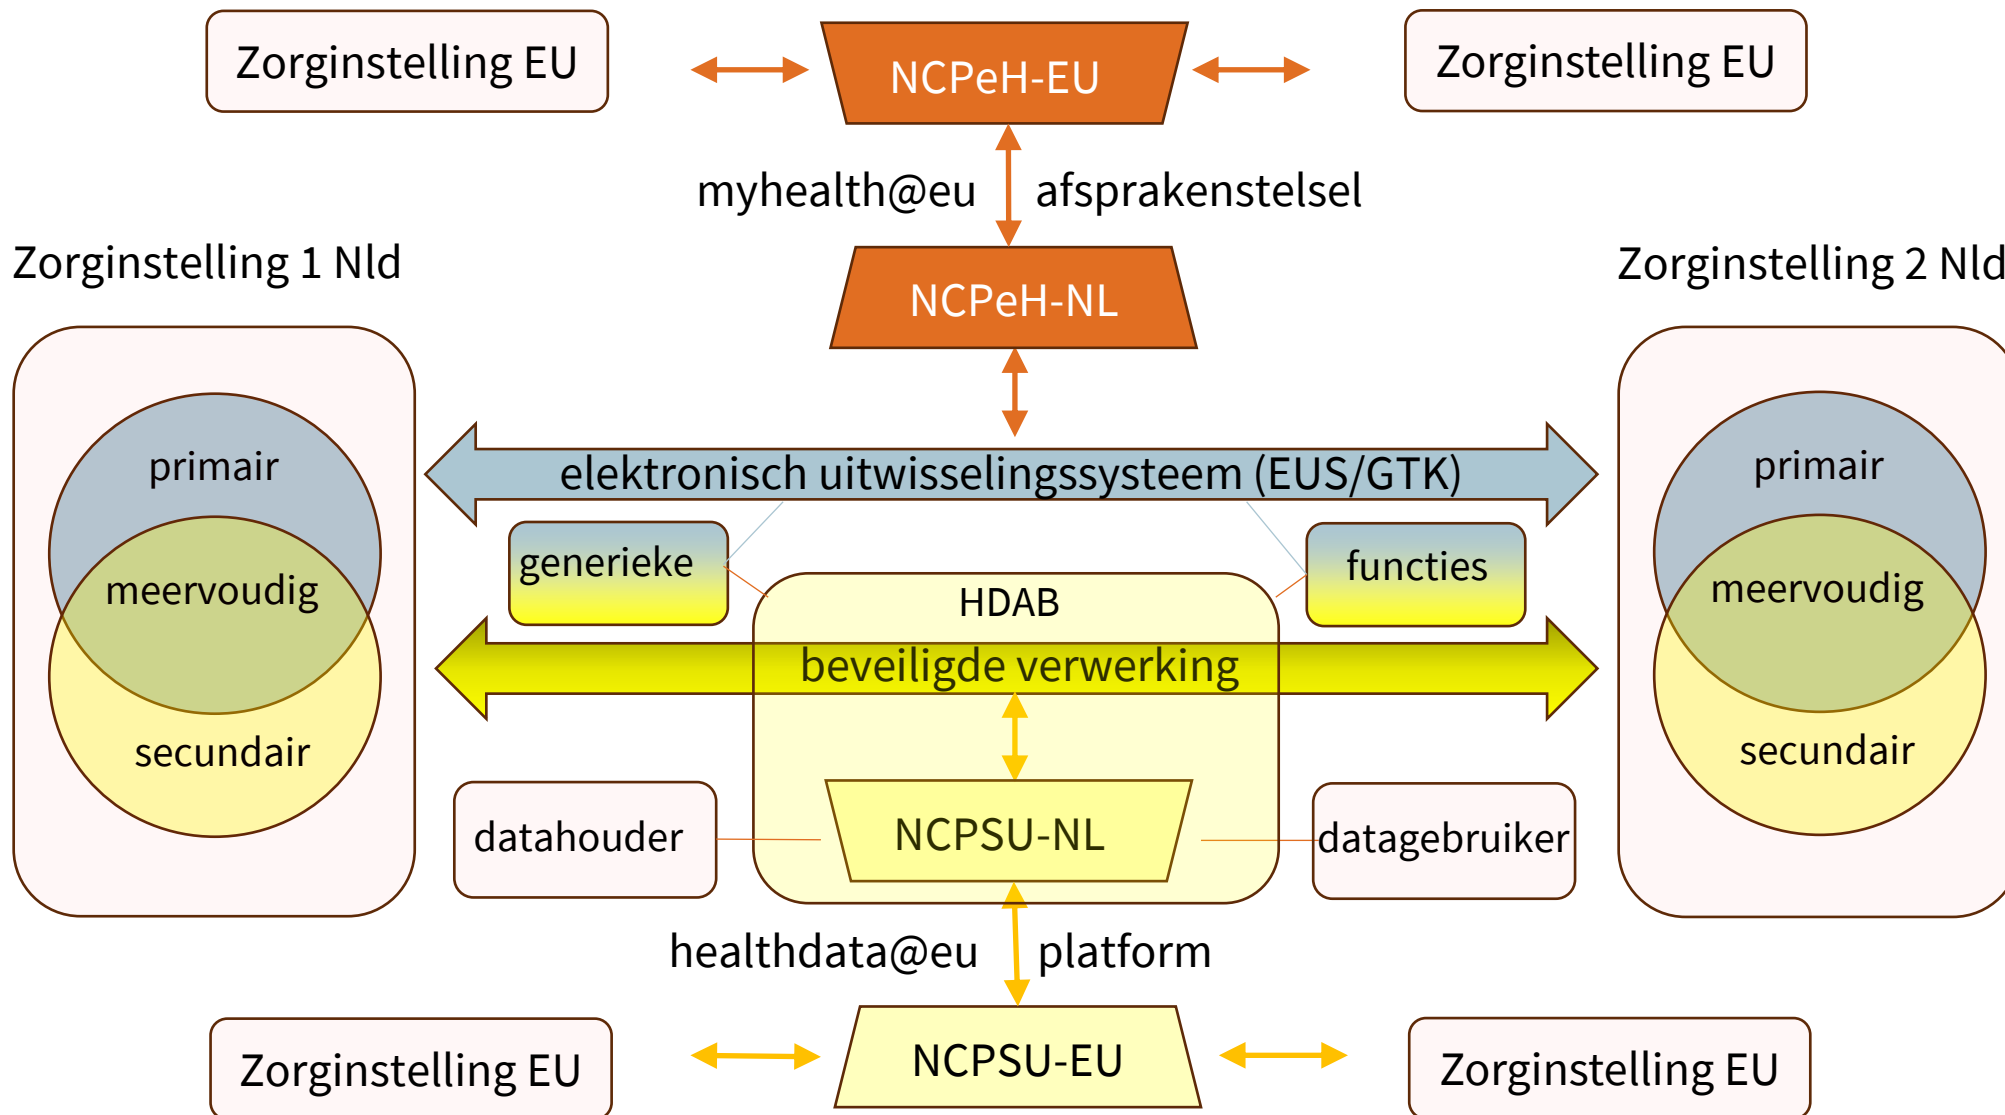 Zorginstelling EU
NCPeH-EU
Zorginstelling EU
myhealth@eu afsprakenstelsel
Zorginstelling 1 Nld
NCPeH-NL
Zorginstelling 2 Nld
primair
meervoudig
secundair
elektronisch uitwisselingssysteem (EUS/GTK)
generieke
functies
HDAB
beveiligde verwerking
datahouder
NCPSU-NL
datagebruiker
primair
meervoudig
secundair
healthdata@eu platform
Zorginstelling EU
NCPSU-EU
Zorginstelling EU